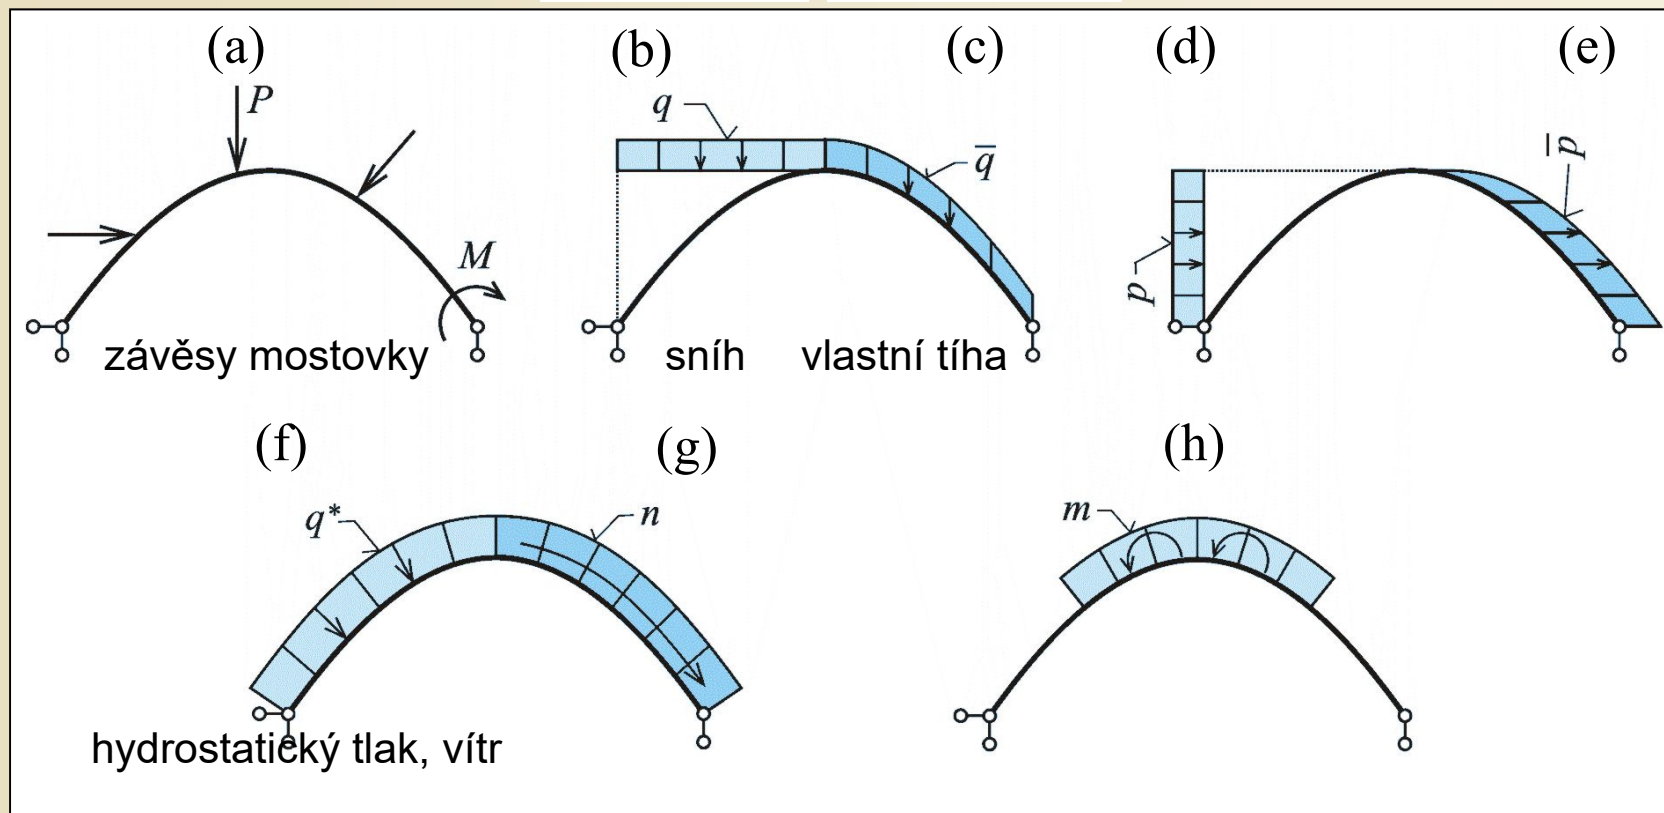 (a)
(b)
(c)
(d)
(e)
P
q
q̅
p̅
p
M
závěsy mostovky
sníh
vlastní tíha
(f)
(g)
(h)
q*
n
m
hydrostatický tlak, vítr